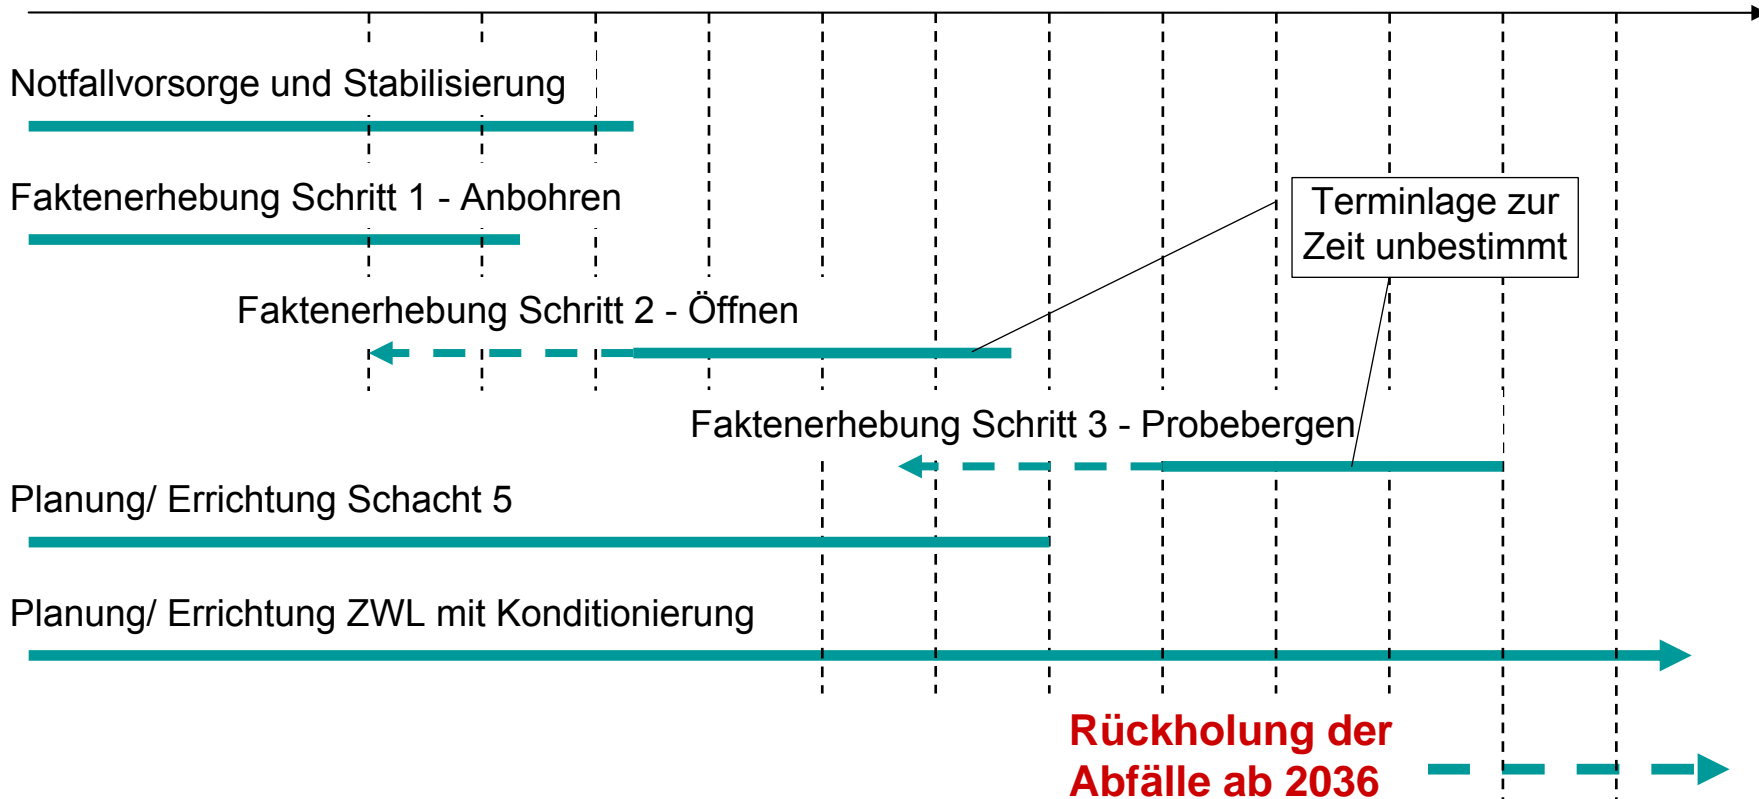 Notfallvorsorge und Stabilisierung
Faktenerhebung Schritt 1 - Anbohren
Terminlage zur
Zeit unbestimmt
Faktenerhebung Schritt 2 - Öffnen
Faktenerhebung Schritt 3 - Probebergen
Planung/ Errichtung Schacht 5
Planung/ Errichtung ZWL mit Konditionierung
Rückholung der
Abfälle ab 2036